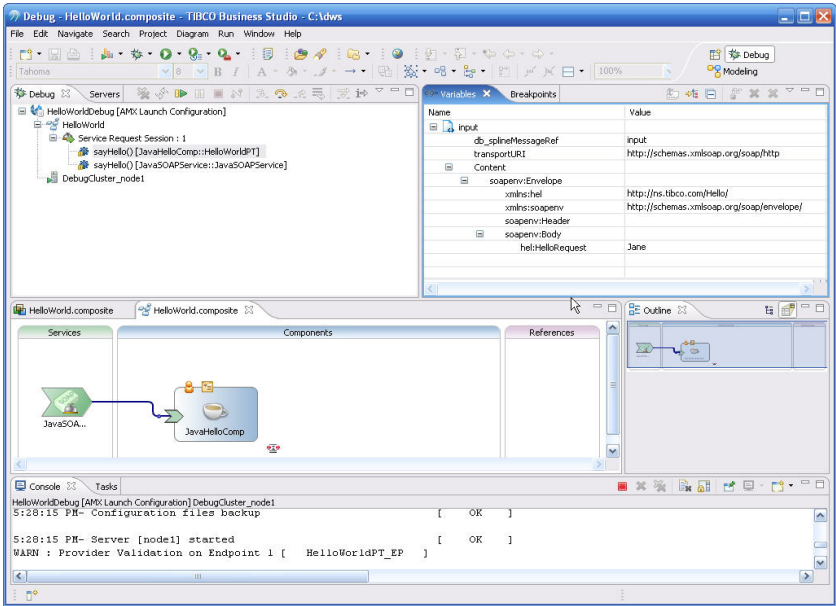 Debug - HelloWorld.composite - TIBCO Business Studio - C:\dws
File Edit Navigate Search Project Diagram Run Window Help
Debug
Tahoma 8 B I A 100% Modeling
Debug Servers
HelloWorldDebug [AMX Launch Configuration]
HelloWorld
Service Request Session : 1
sayHello() [JavaHelloComp::HelloWorldPT]
sayHello() [JavaSOAPService::JavaSOAPService]
DebugCluster_node1
Variables Breakpoints
Name Value
input
db_splineMessageRef input
transportURI http://schemas.xmlsoap.org/soap/http
Content
soapenv:Envelope
xmlns:hel http://ns.tibco.com/Hello/
xmlns:soapenv http://schemas.xmlsoap.org/soap/envelope/
soapenv:Header
soapenv:Body
hel:HelloRequest Jane
HelloWorld.composite HelloWorld.composite
Services Components References
JavaSOA...
JavaHelloComp
Outline
Console Tasks
HelloWorldDebug [AMX Launch Configuration] DebugCluster_node1
5:28:15 PM- Configuration files backup [ OK ]
5:28:15 PM- Server [node1] started [ OK ]
WARN : Provider Validation on Endpoint 1 [ HelloWorldPT_EP ]